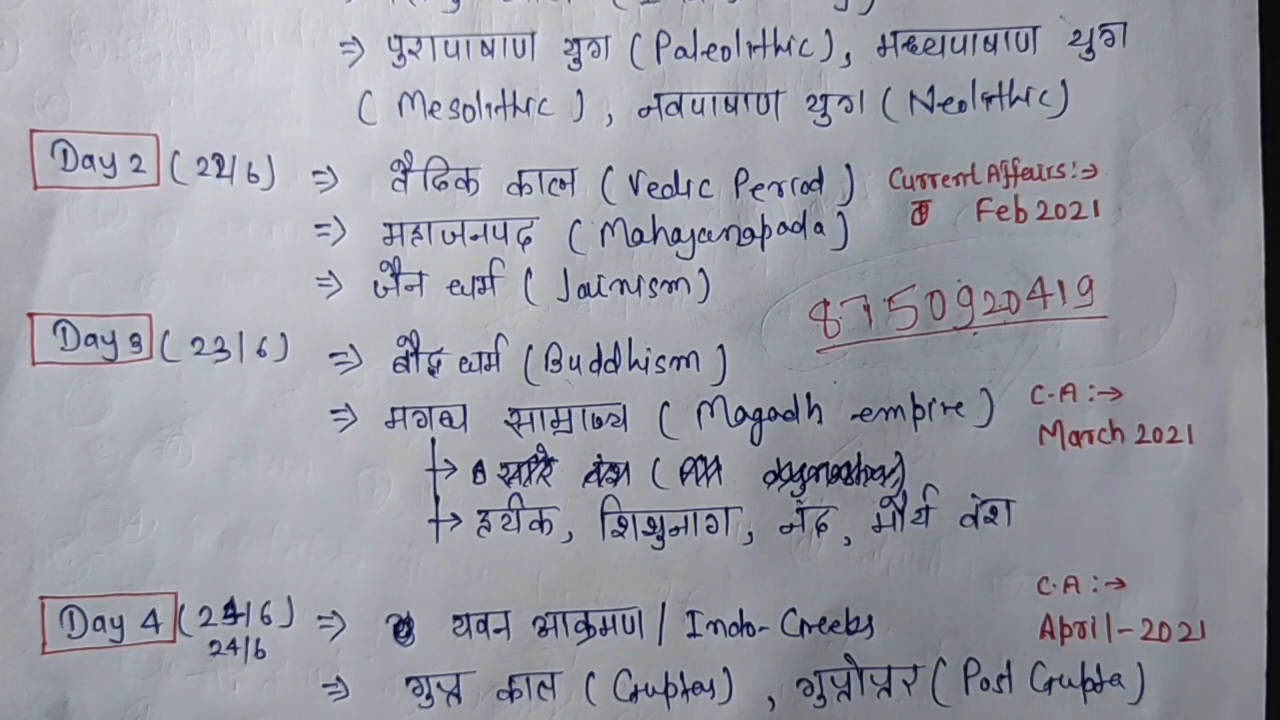 ⇒ पुरापाषाण युग (Paleolithic), मध्यपाषाण युग
(Mesolithic), नवपाषाण युग (Neolithic)
Day 2 (22/6) ⇒ वैदिक काल (Vedic Period)
Current Affairs:→
Feb 2021
⇒ महाजनपद (Mahajanapada)
⇒ जैन धर्म (Jainism)
8750920419
Day 3 (23/6) ⇒ बौद्ध धर्म (Buddhism)
⇒ मगध साम्राज्य (Magadh empire)
C.A:→
March 2021
→ हर्यक, शिशुनाग, नंद, मौर्य वंश
Day 4 (24/6) ⇒ यवन आक्रमण / Indo-Greeks
24/6
C.A:→
April-2021
⇒ गुप्त काल (Guptas), गुप्तोत्तर (Post Gupta)